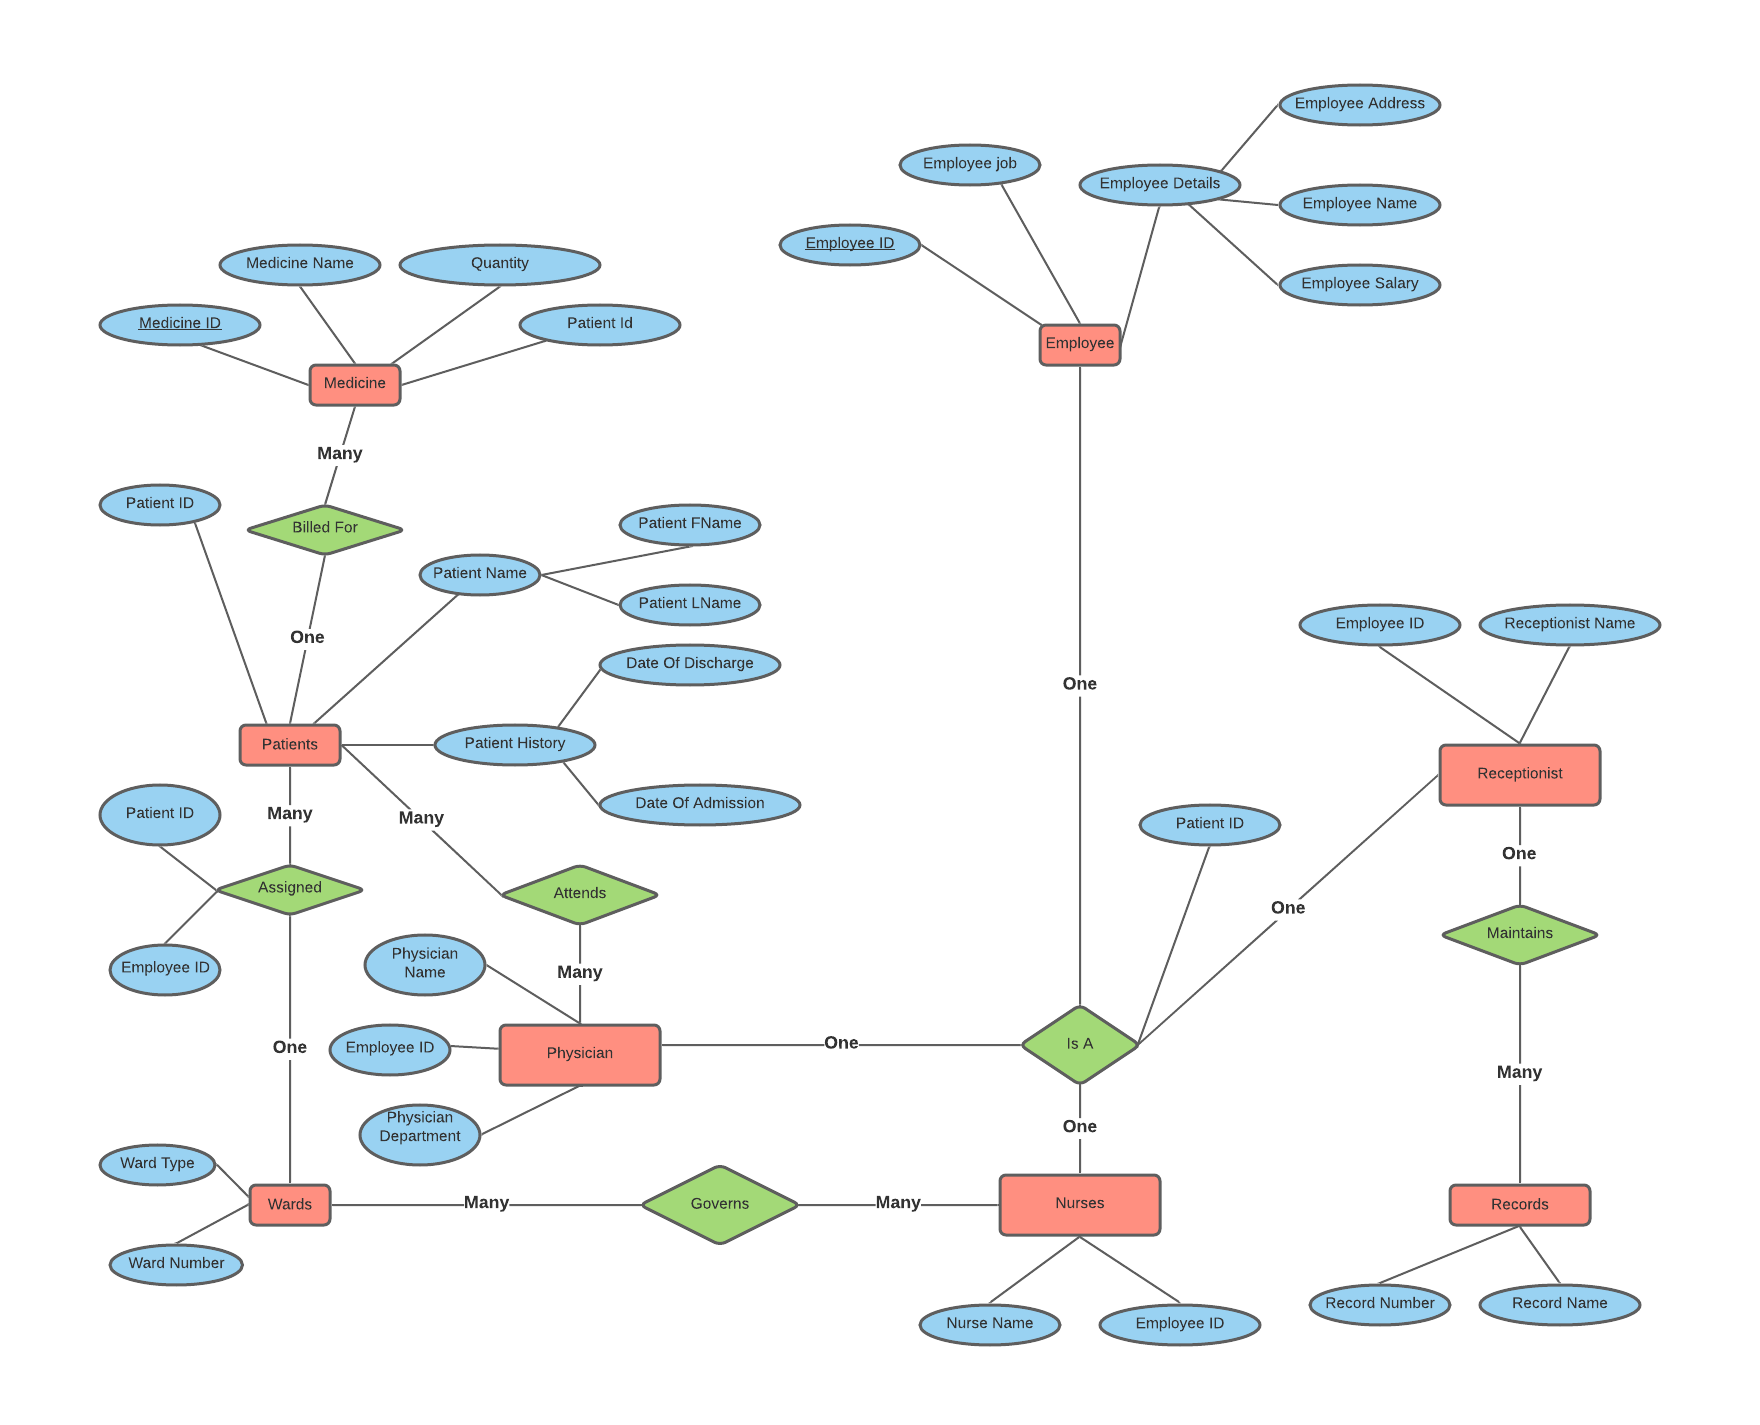 Employee Address
Employee job
Employee Details
Employee Name
Employee ID
Employee Salary
Medicine Name
Quantity
Medicine ID
Patient Id
Employee
Medicine
Many
Patient ID
Billed For
Patient FName
Patient Name
Patient LName
One
Date Of Discharge
Patients
Patient History
Date Of Admission
One
Employee ID
Receptionist Name
Receptionist
Patient ID
Many
Many
Patient ID
One
Assigned
Attends
One
Maintains
Employee ID
Physician
Name
Many
One
Employee ID
Physician
One
Is A
Many
Physician
Department
One
Ward Type
Wards
Many
Governs
Many
Nurses
Records
Ward Number
Nurse Name
Employee ID
Record Number
Record Name